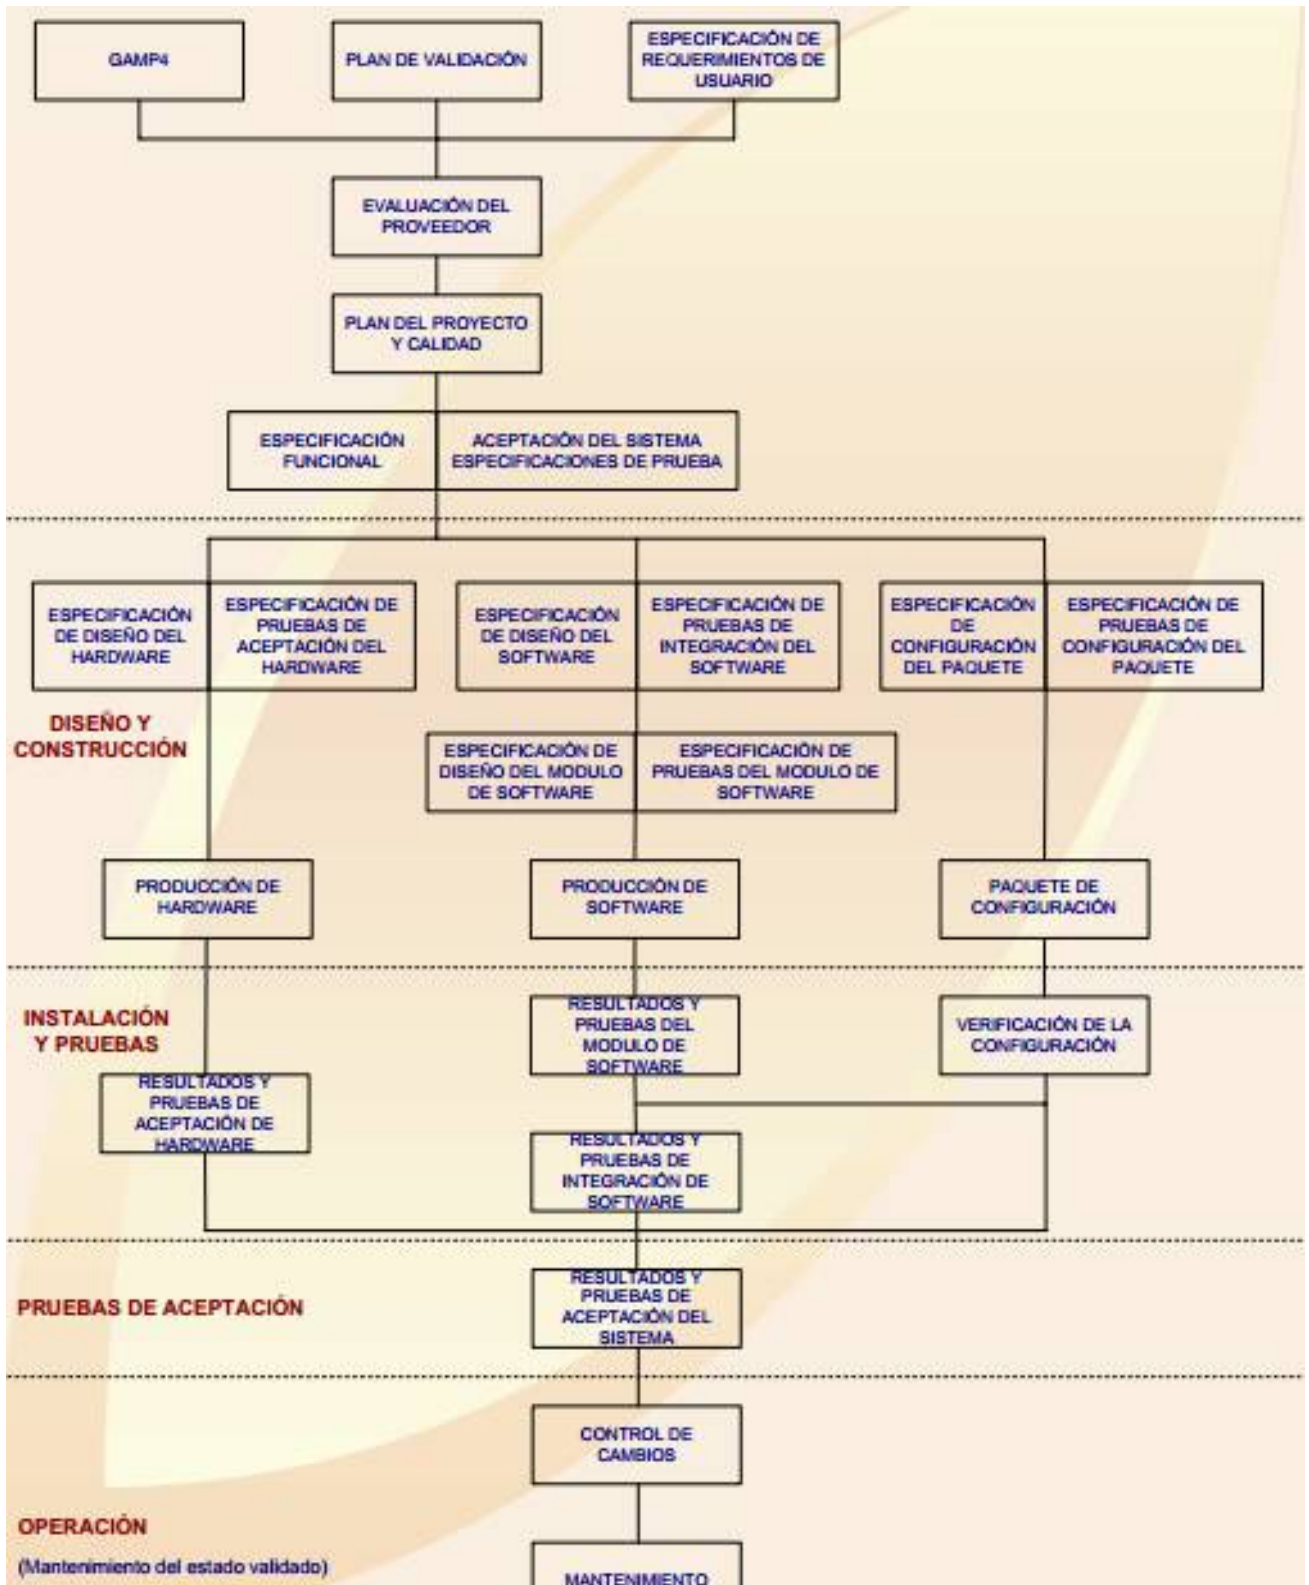 GAMP4
PLAN DE VALIDACIÓN
ESPECIFICACIÓN DE
REQUERIMIENTOS DE
USUARIO
EVALUACIÓN DEL
PROVEEDOR
PLAN DEL PROYECTO
Y CALIDAD
ESPECIFICACIÓN
FUNCIONAL
ACEPTACIÓN DEL SISTEMA
ESPECIFICACIONES DE PRUEBA
ESPECIFICACIÓN
DE DISEÑO DEL
HARDWARE
ESPECIFICACIÓN DE
PRUEBAS DE
ACEPTACIÓN DEL
HARDWARE
ESPECIFICACIÓN
DE DISEÑO DEL
SOFTWARE
ESPECIFICACIÓN DE
PRUEBAS DE
INTEGRACIÓN DEL
SOFTWARE
ESPECIFICACIÓN
DE
CONFIGURACIÓN
DEL PAQUETE
ESPECIFICACIÓN DE
PRUEBAS DE
CONFIGURACIÓN DEL
PAQUETE
DISEÑO Y
CONSTRUCCIÓN
ESPECIFICACIÓN DE
DISEÑO DEL MODULO
DE SOFTWARE
ESPECIFICACIÓN DE
PRUEBAS DEL MODULO DE
SOFTWARE
PRODUCCIÓN DE
HARDWARE
PRODUCCIÓN DE
SOFTWARE
PAQUETE DE
CONFIGURACIÓN
INSTALACIÓN
Y PRUEBAS
RESULTADOS Y
PRUEBAS DEL
MODULO DE
SOFTWARE
VERIFICACIÓN DE LA
CONFIGURACIÓN
RESULTADOS Y
PRUEBAS DE
ACEPTACIÓN DE
HARDWARE
RESULTADOS Y
PRUEBAS DE
INTEGRACIÓN DE
SOFTWARE
PRUEBAS DE ACEPTACIÓN
RESULTADOS Y
PRUEBAS DE
ACEPTACIÓN DEL
SISTEMA
CONTROL DE
CAMBIOS
OPERACIÓN
(Mantenimiento del estado validado)
MANTENIMIENTO